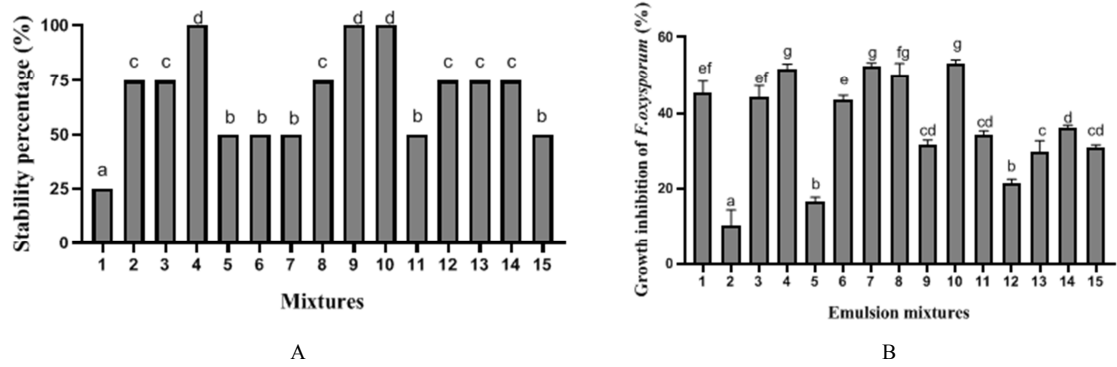 Stability percentage (%)
100
75
50
25
0
a
c
c
d
b
b
b
c
d
d
b
c
c
c
b
1 2 3 4 5 6 7 8 9 10 11 12 13 14 15
Mixtures
A
Growth inhibition of F.oxysporum (%)
60
40
20
0
ef
a
ef
g
b
e
g
fg
cd
g
cd
b
c
d
cd
1 2 3 4 5 6 7 8 9 10 11 12 13 14 15
Emulsion mixtures
B